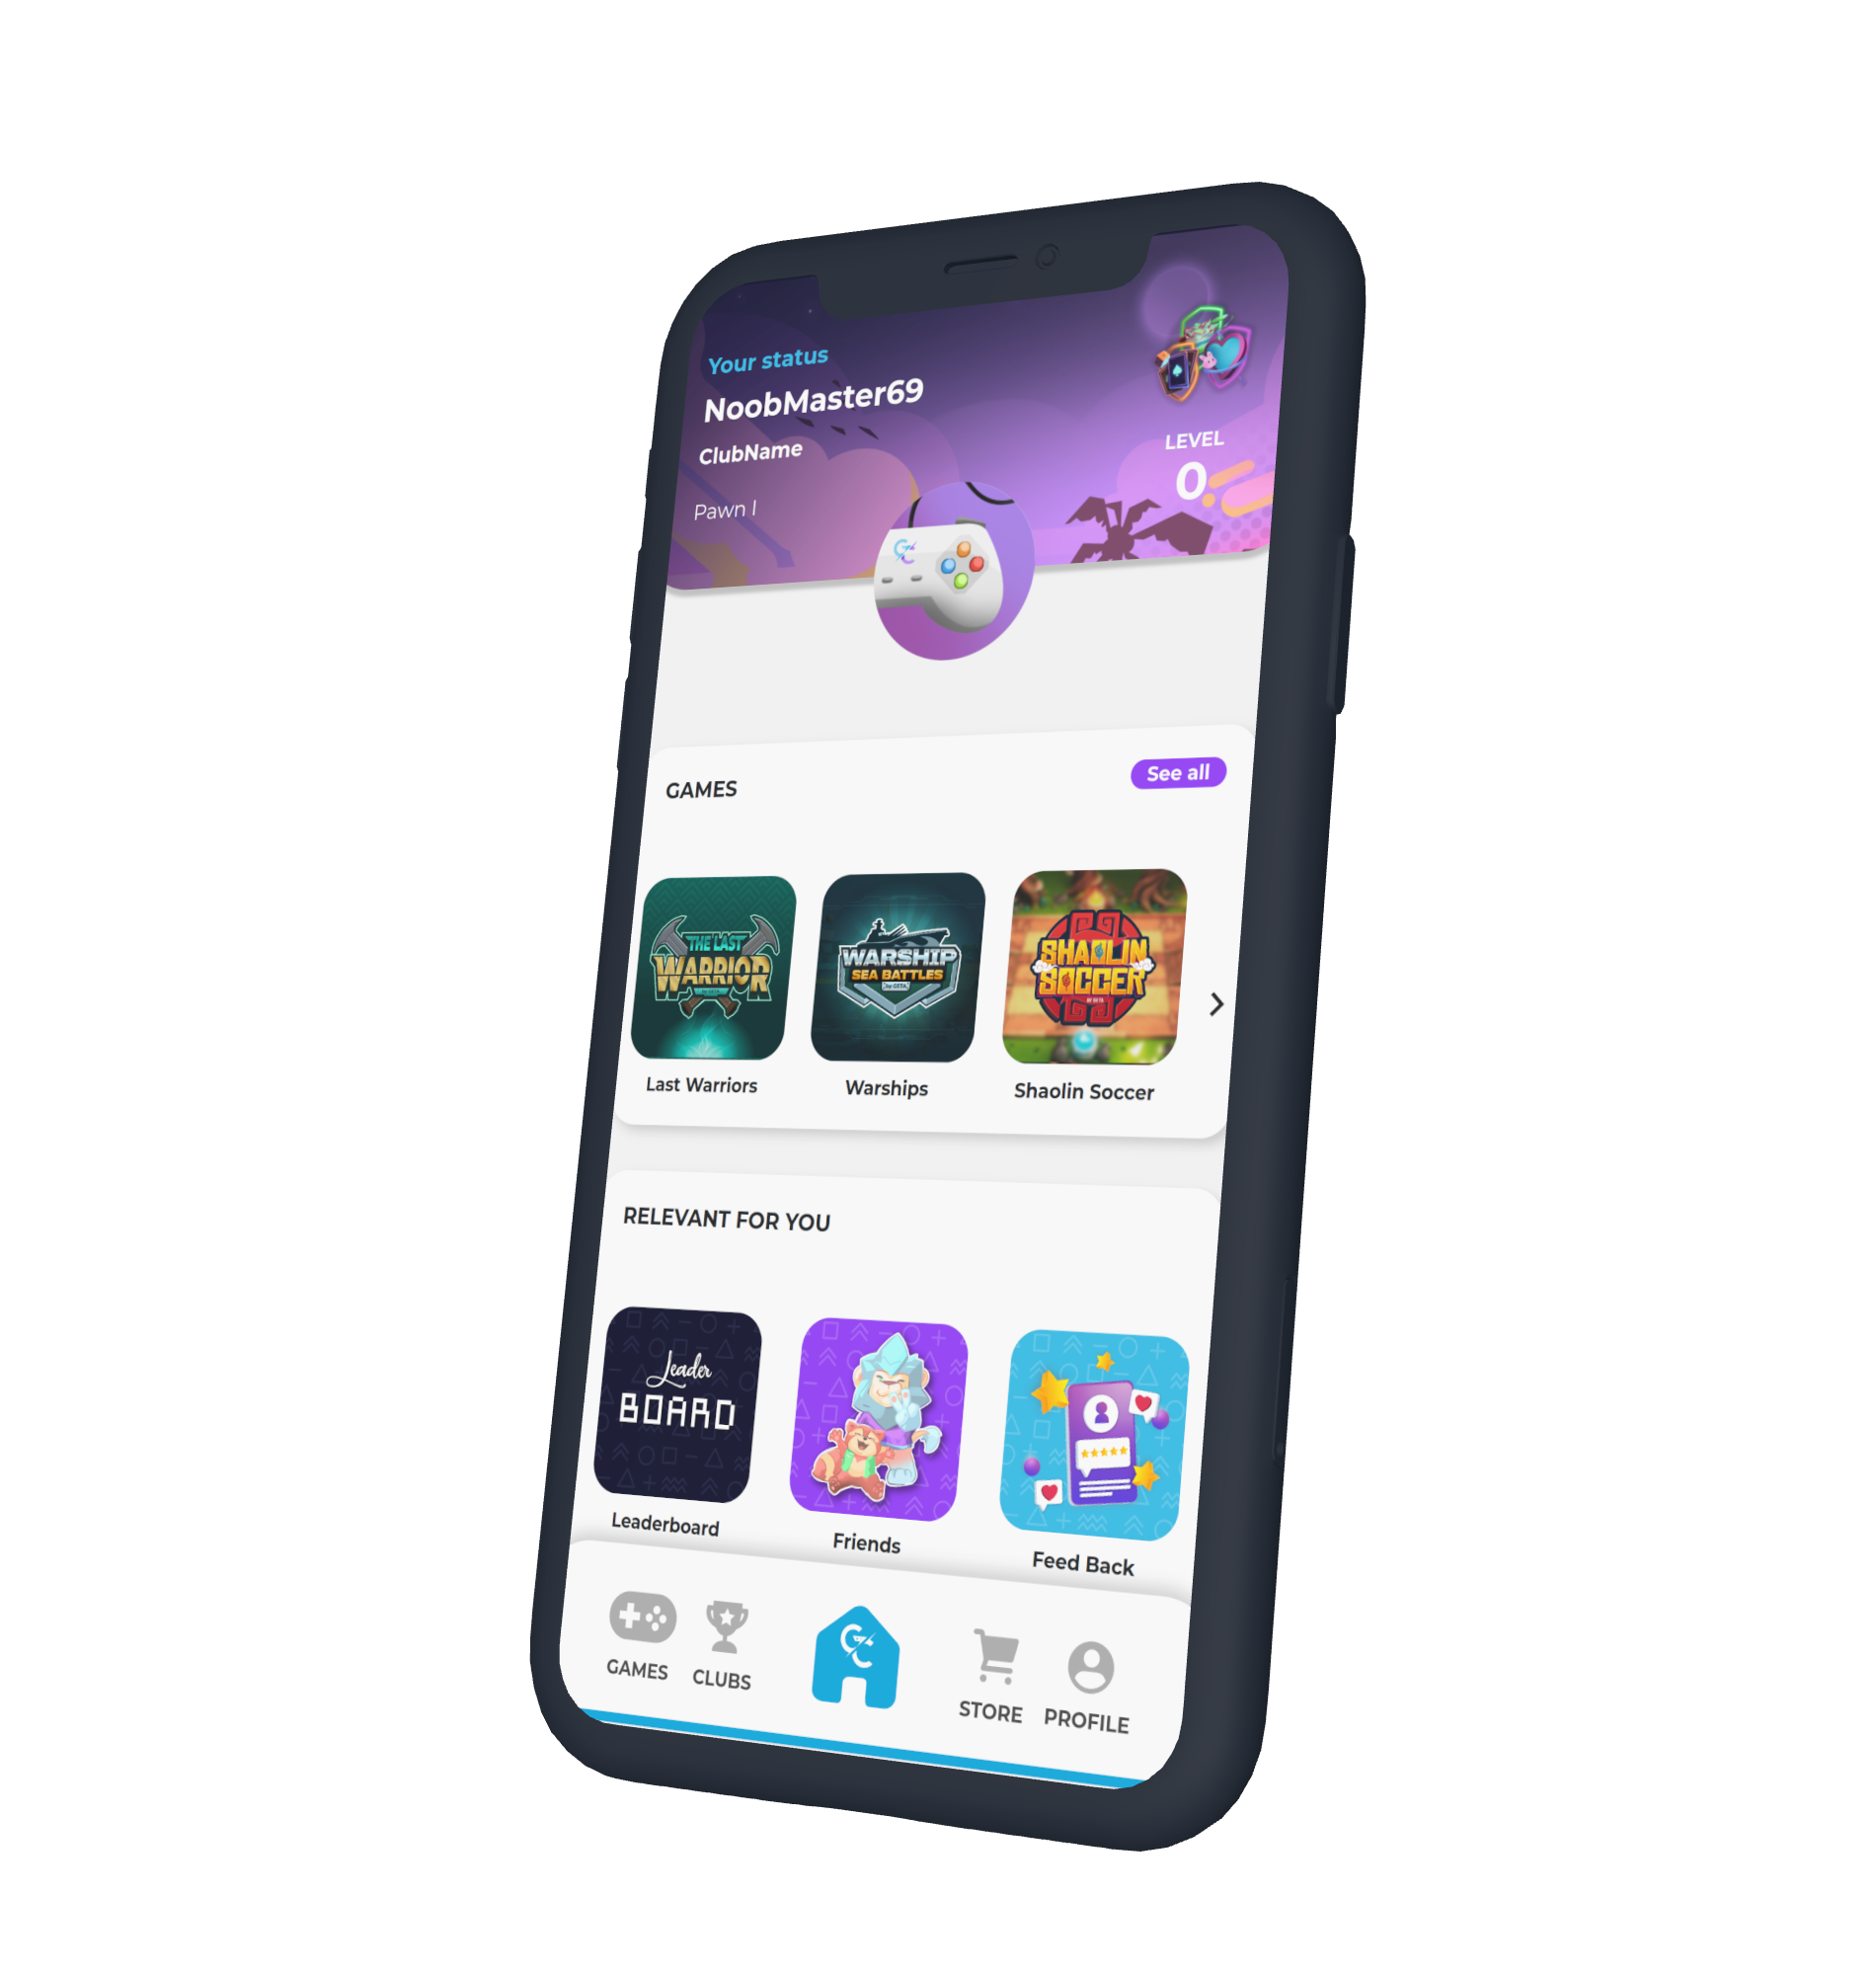 Your status
NoobMaster69
ClubName
Pawn I
LEVEL
0
GAMES
See all
THE LAST
WARRIOR
WARSHIP
SEA BATTLES
SHAOLIN
SOCCER
Last Warriors
Warships
Shaolin Soccer
RELEVANT FOR YOU
Leader
BOARD
Leaderboard
Friends
Feed Back
GAMES
CLUBS
STORE
PROFILE